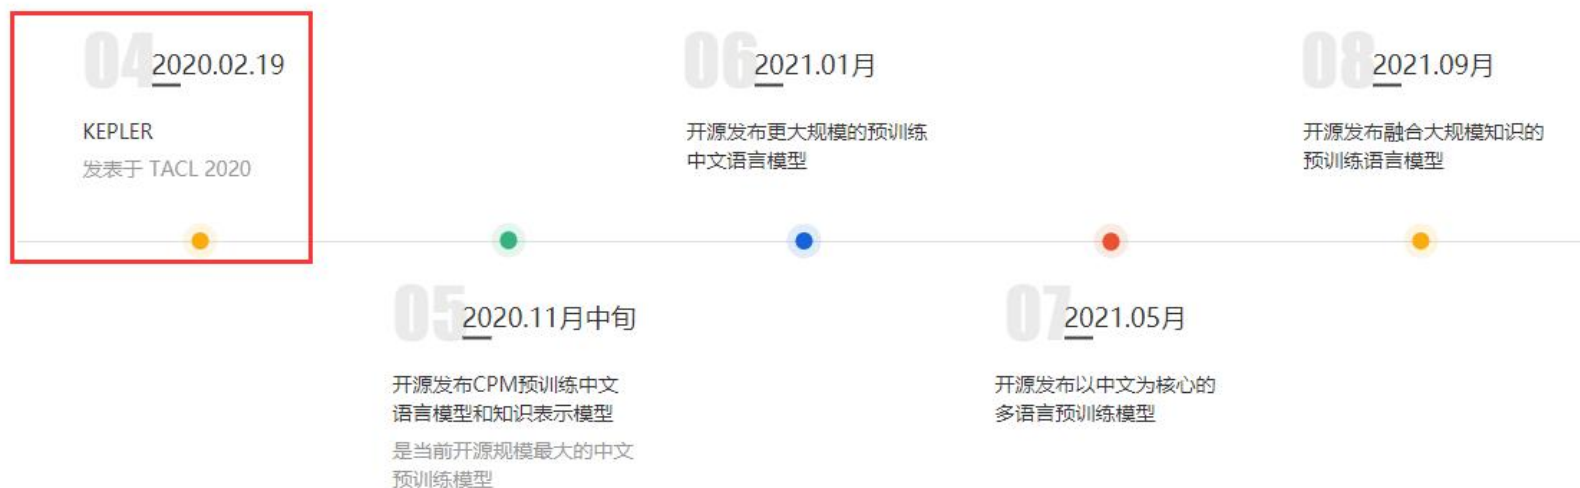 04
2020.02.19
KEPLER
发表于 TACL 2020
06
2021.01月
开源发布更大规模的预训练
中文语言模型
08
2021.09月
开源发布融合大规模知识的
预训练语言模型
05
2020.11月中旬
开源发布CPM预训练中文
语言模型和知识表示模型
是当前开源规模最大的中文
预训练模型
07
2021.05月
开源发布以中文为核心的
多语言预训练模型